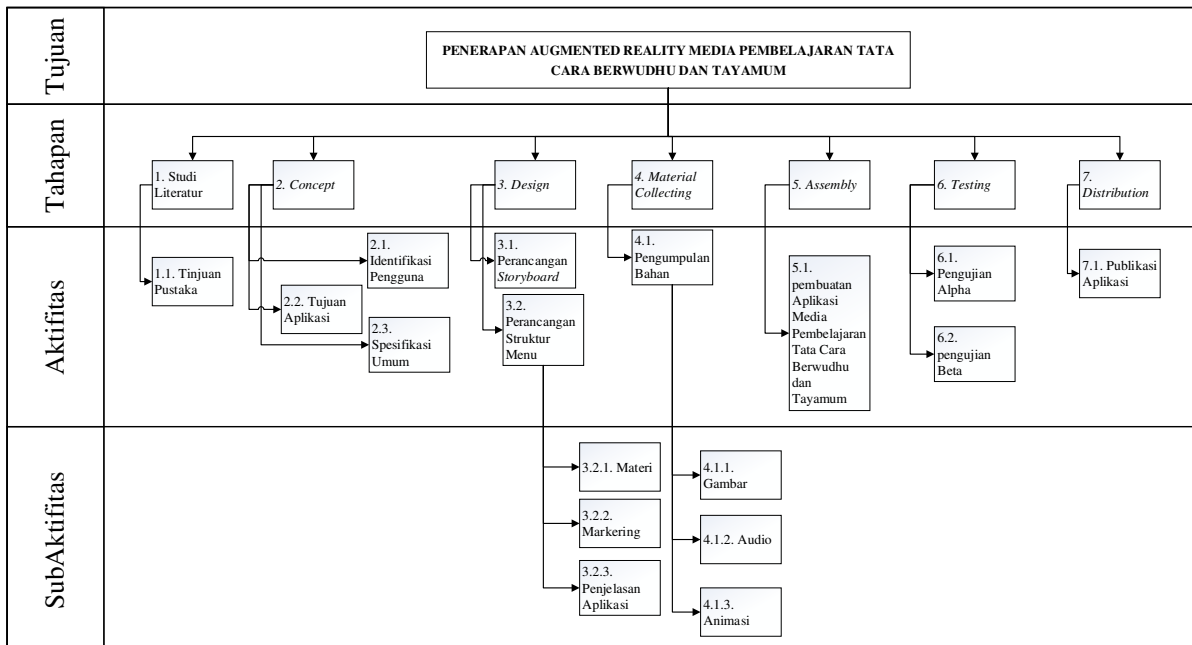 Tujuan
PENERAPAN AUGMENTED REALITY MEDIA PEMBELAJARAN TATA
CARA BERWUDHU DAN TAYAMUM
Tahapan
1. Studi
Literatur
2. Concept
3. Design
4. Material
Collecting
5. Assembly
6. Testing
7.
Distribution
Aktifitas
1.1. Tinjuan
Pustaka
2.1.
Identifikasi
Pengguna
2.2. Tujuan
Aplikasi
2.3.
Spesifikasi
Umum
3.1.
Perancangan
Storyboard
3.2.
Perancangan
Struktur
Menu
4.1.
Pengumpulan
Bahan
5.1.
pembuatan
Aplikasi
Media
Pembelajaran
Tata Cara
Berwudhu
dan
Tayamum
6.1.
Pengujian
Alpha
6.2.
pengujian
Beta
7.1. Publikasi
Aplikasi
SubAktifitas
3.2.1. Materi
3.2.2.
Markering
3.2.3.
Penjelasan
Aplikasi
4.1.1.
Gambar
4.1.2. Audio
4.1.3.
Animasi